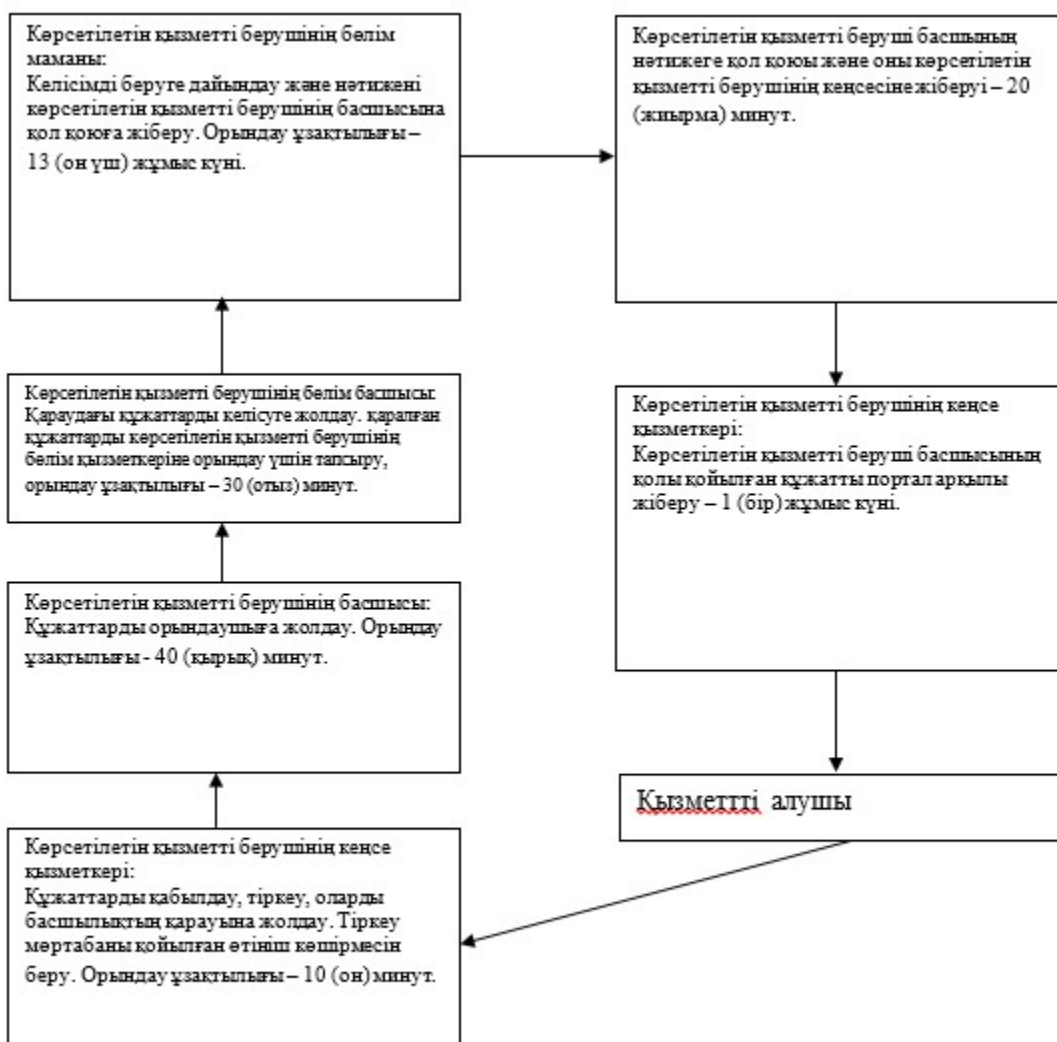 Көрсетілетін қызметті берушінің бөлім
маманы:
Келісімді беруге дайындау және нәтижені
көрсетілетін қызметті берушінің басшысына
қол қоюға жіберу. Орындау ұзақтылығы –
13 (он үш) жұмыс күні.
Көрсетілетін қызметті беруші басшының
нәтижеге қол қоюы және оны көрсетілетін
қызметті берушінің кеңсесіне жіберуі – 20
(жиырма) минут.
Көрсетілетін қызметті берушінің бөлім басшысы:
Қараудағы құжаттарды келісуге жолдау. қаралған
құжаттарды көрсетілетін қызметті берушінің
бөлім қызметкеріне орындау үшін тапсыру,
орындау ұзақтылығы – 30 (отыз) минут.
Көрсетілетін қызметті берушінің кеңсе
қызметкері:
Көрсетілетін қызметті беруші басшысының
қолы қойылған құжатты портал арқылы
жіберу – 1 (бір) жұмыс күні.
Көрсетілетін қызметті берушінің басшысы:
Құжаттарды орындаушыға жолдау. Орындау
ұзақтылығы - 40 (қырық) минут.
Қызметтті алушы
Көрсетілетін қызметті берушінің кеңсе
қызметкері:
Құжаттарды қабылдау, тіркеу, оларды
басшылықтың қарауына жолдау. Тіркеу
мөртабаны қойылған өтініш көшірмесін
беру. Орындау ұзақтылығы – 10 (он) минут.